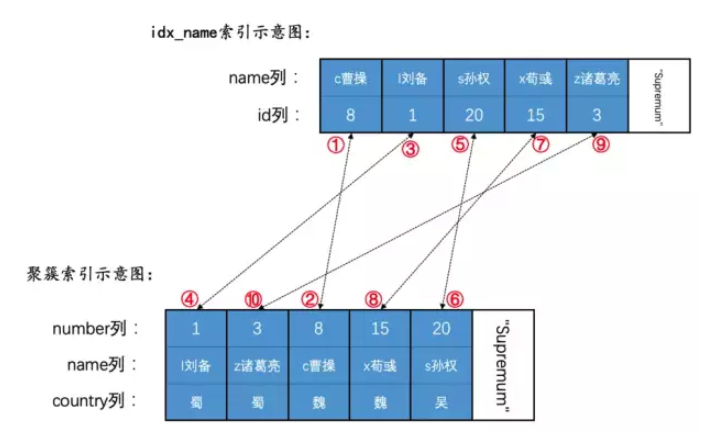 idx_name索引示意图：
name列： c曹操 l刘备 s孙权 x荀彧 z诸葛亮 "Supremum"
id列： 8 1 20 15 3
① ③ ⑤ ⑦ ⑨
聚簇索引示意图：
④ ⑩ ② ⑧ ⑥
number列： 1 3 8 15 20 "Supremum"
name列： l刘备 z诸葛亮 c曹操 x荀彧 s孙权
country列： 蜀 蜀 魏 魏 吴